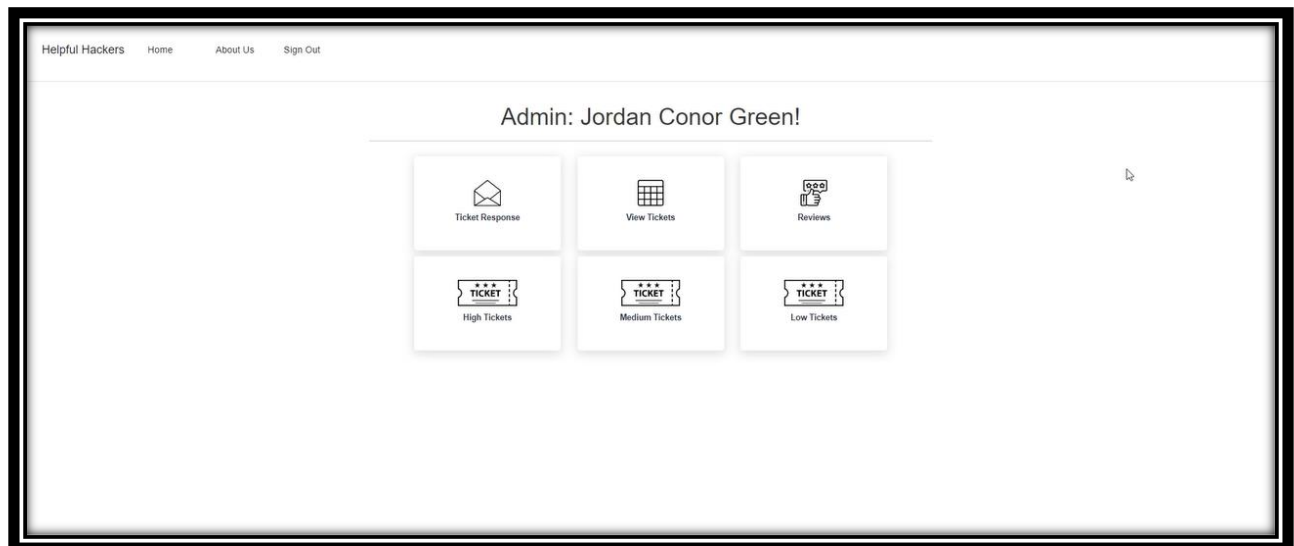 Helpful Hackers Home About Us Sign Out
Admin: Jordan Conor Green!
Ticket Response View Tickets Reviews
TICKET TICKET TICKET
High Tickets Medium Tickets Low Tickets